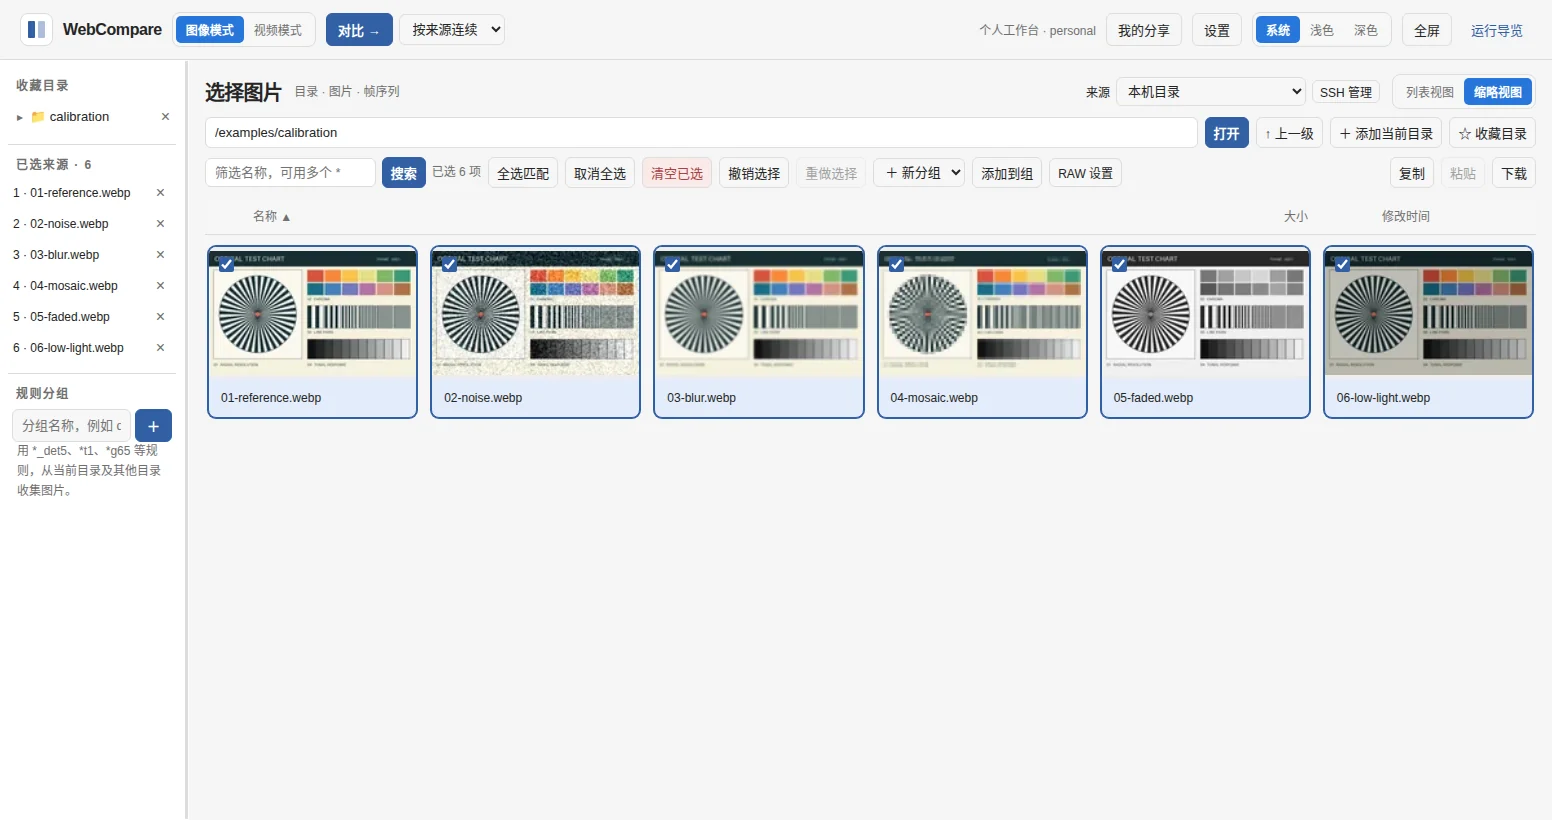 WebCompare 图像模式 视频模式 对比 → 按来源连续 个人工作台 · personal 我的分享 设置 系统 浅色 深色 全屏 运行导览
收藏目录
▸ 📁 calibration ×
已选来源 · 6
1 · 01-reference.webp ×
2 · 02-noise.webp ×
3 · 03-blur.webp ×
4 · 04-mosaic.webp ×
5 · 05-faded.webp ×
6 · 06-low-light.webp ×
规则分组
分组名称，例如 c +
用 *_det5、*t1、*g65 等规
则，从当前目录及其他目录
收集图片。
选择图片 目录 · 图片 · 帧序列 来源 本机目录 SSH 管理 列表视图 缩略视图
/examples/calibration 打开 ↑ 上一级 ＋ 添加当前目录 ☆ 收藏目录
筛选名称，可用多个 * 搜索 已选 6 项 全选匹配 取消全选 清空已选 撤销选择 重做选择 ＋ 新分组 添加到组 RAW 设置 复制 粘贴 下载
名称 ▲ 大小 修改时间
TEST CHART
TEST CHART
TEST CHART
TEST CHART
TEST CHART
01-reference.webp 02-noise.webp 03-blur.webp 04-mosaic.webp 05-faded.webp 06-low-light.webp